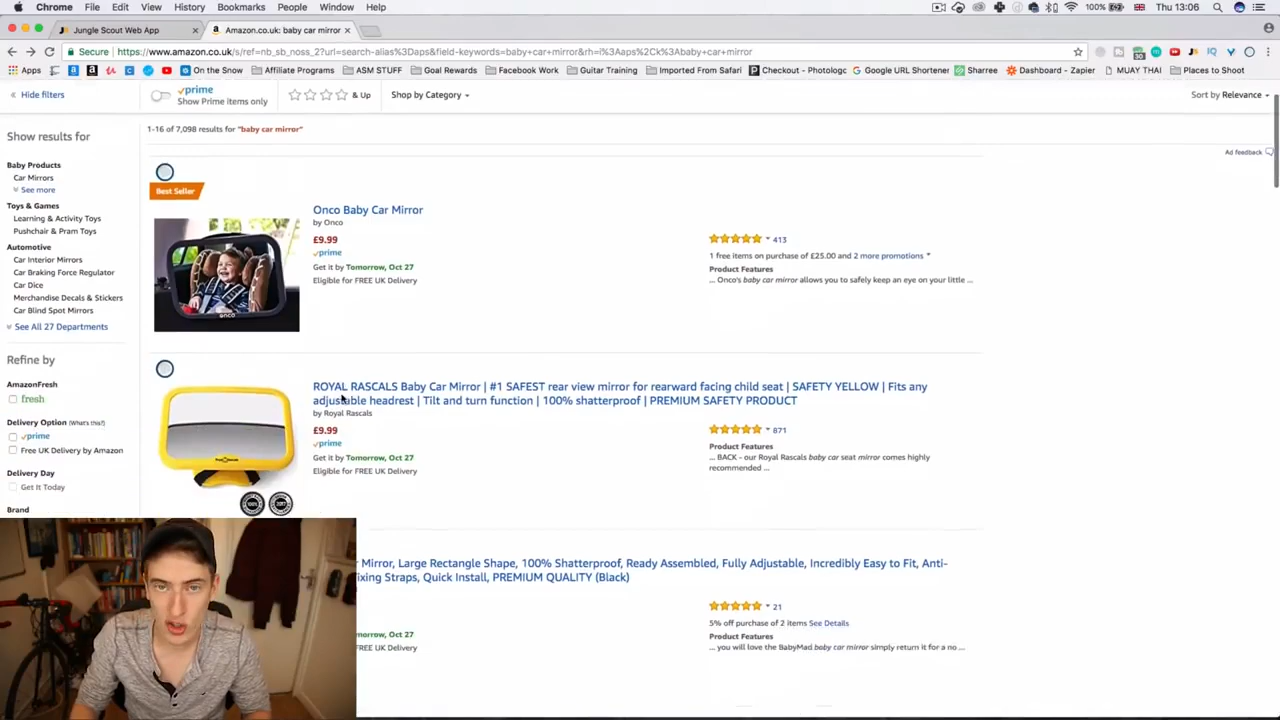 Chrome File Edit View History Bookmarks People Window Help 100% Thu 13:06
Jungle Scout Web App × Amazon.co.uk: baby car mirror ×
Secure https://www.amazon.co.uk/s/ref=nb_sb_noss_2?url=search-alias%3Daps&field-keywords=baby+car+mirror&rh=i%3Aaps%2Ck%3Ababy+car+mirror
Apps On the Snow Affiliate Programs ASM STUFF Goal Rewards Facebook Work Guitar Training Imported From Safari Checkout - Photologo Google URL Shortener Sharree Dashboard - Zapier MUAY THAI Places to Shoot
« Hide filters
prime
Show Prime items only
& Up
Shop by Category
Sort by Relevance
Show results for
1-16 of 7,098 results for "baby car mirror"
Ad feedback
Baby Products
Car Mirrors
See more
Toys & Games
Learning & Activity Toys
Pushchair & Pram Toys
Automotive
Car Interior Mirrors
Car Braking Force Regulator
Car Dice
Merchandise Decals & Stickers
Car Blind Spot Mirrors
See All 27 Departments
Refine by
AmazonFresh
fresh
Delivery Option (What's this?)
prime
Free UK Delivery by Amazon
Delivery Day
Get It Today
Brand
Best Seller
onco
Onco Baby Car Mirror
by Onco
£9.99
prime
Get it by Tomorrow, Oct 27
Eligible for FREE UK Delivery
413
1 free items on purchase of £25.00 and 2 more promotions
Product Features
... Onco's baby car mirror allows you to safely keep an eye on your little ...
ROYAL RASCALS Baby Car Mirror | #1 SAFEST rear view mirror for rearward facing child seat | SAFETY YELLOW | Fits any
adjustable headrest | Tilt and turn function | 100% shatterproof | PREMIUM SAFETY PRODUCT
by Royal Rascals
£9.99
prime
Get it by Tomorrow, Oct 27
Eligible for FREE UK Delivery
871
Product Features
... BACK - our Royal Rascals baby car seat mirror comes highly
recommended ...
Mirror, Large Rectangle Shape, 100% Shatterproof, Ready Assembled, Fully Adjustable, Incredibly Easy to Fit, Anti-
ixing Straps, Quick Install, PREMIUM QUALITY (Black)
morrow, Oct 27
FREE UK Delivery
21
5% off purchase of 2 items See Details
Product Features
... you will love the BabyMad baby car mirror simply return it for a no ...